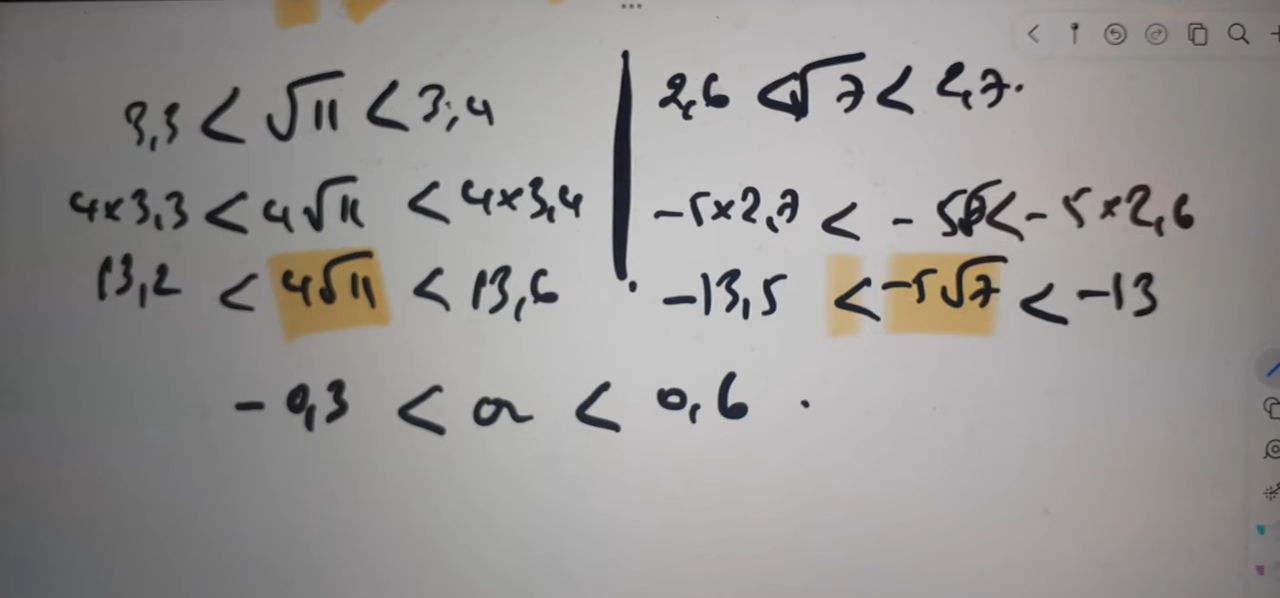 3,3 < √11 < 3,4
4×3,3 < 4√11 < 4×3,4
13,2 < 4√11 < 13,6
2,6 < √7 < 2,7.
-5×2,7 < - 5√7 < - 5×2,6
-13,5 < -5√7 < -13
- 0,3 < a < 0,6 .